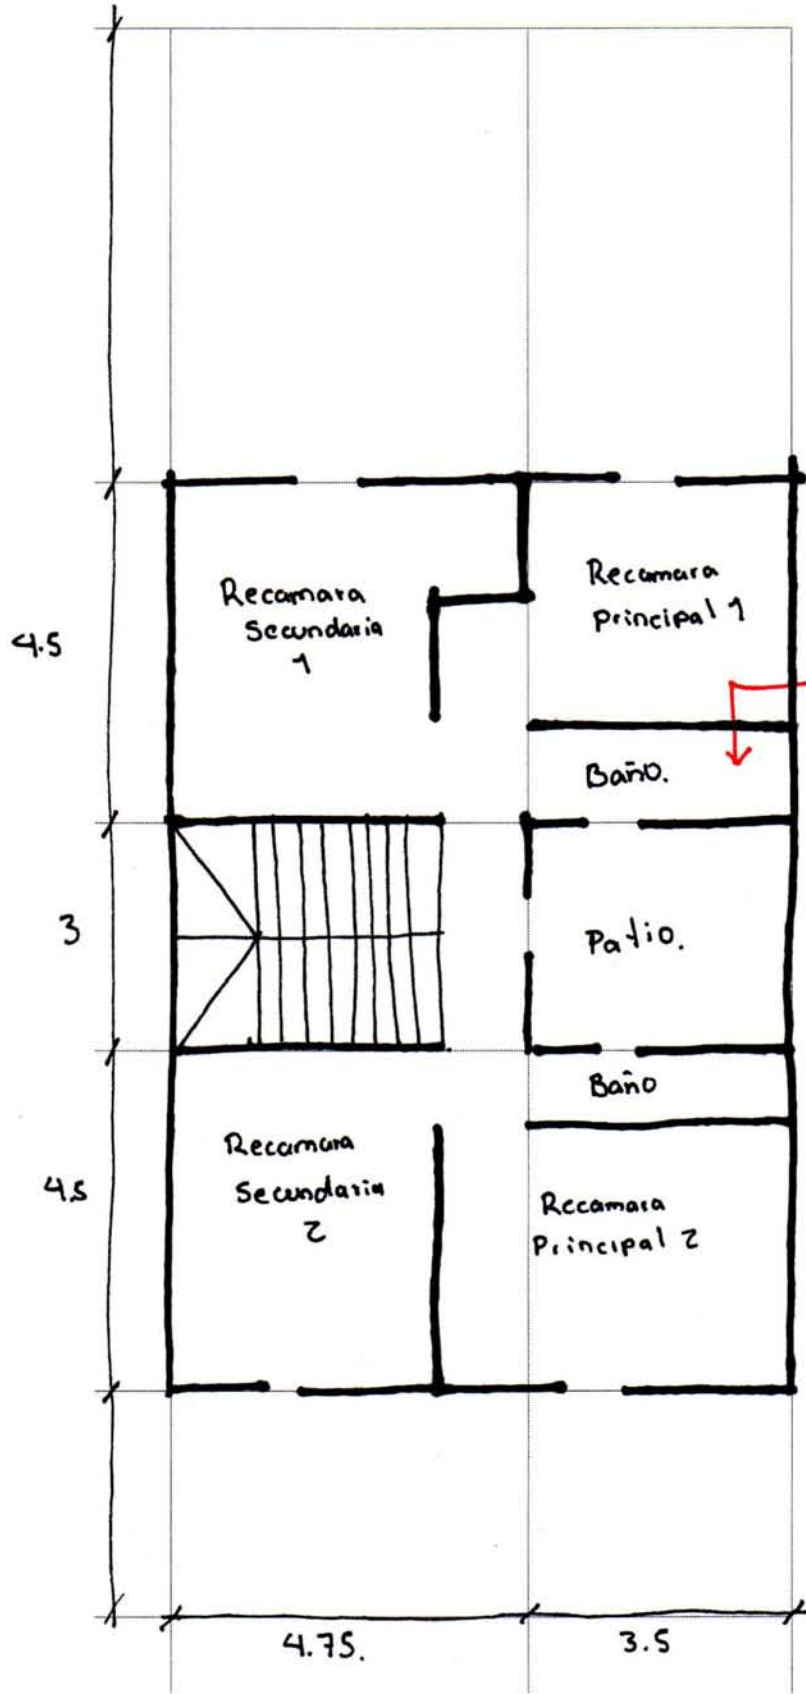 Recamara
Secundaria
1
Recamara
Principal 1
4.5
Baño.
3
Patio.
Baño
4.5
Recamara
Secundaria
2
Recamara
Principal 2
4.75.
3.5